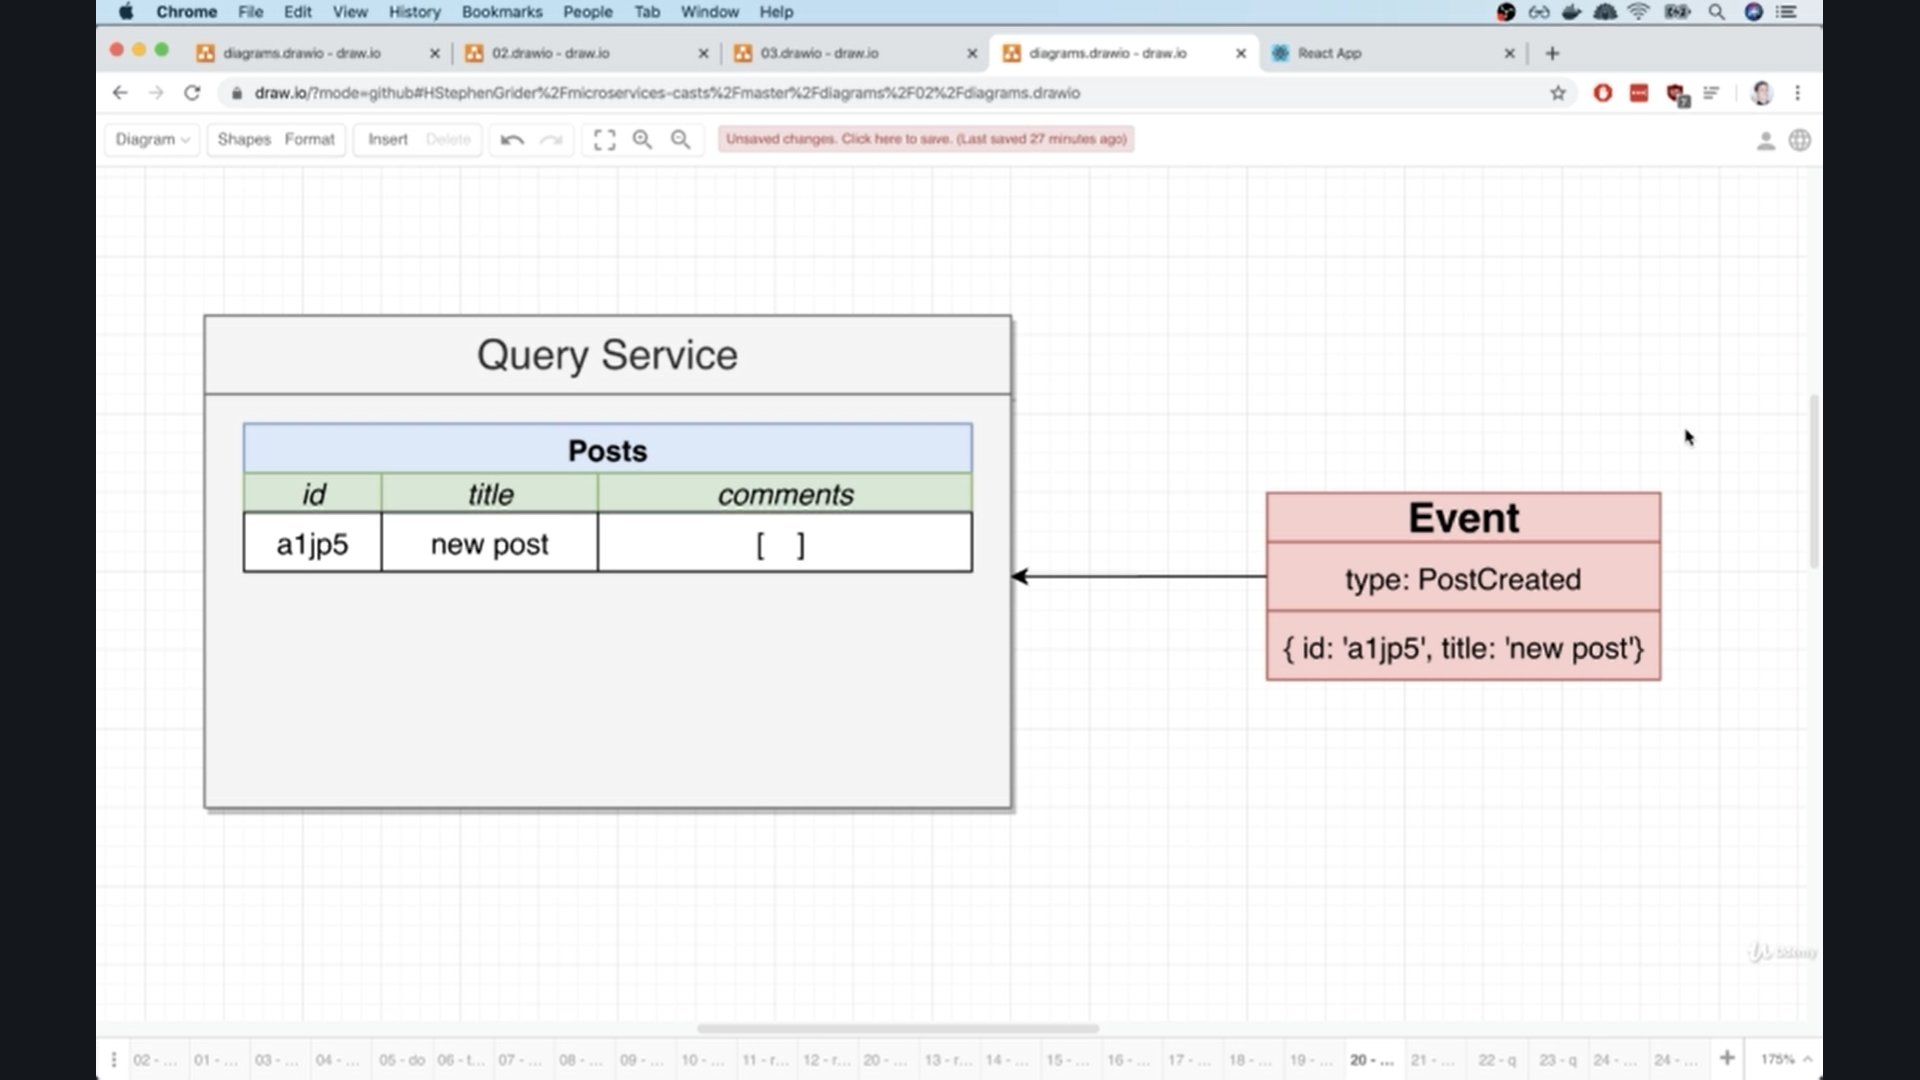 Chrome File Edit View History Bookmarks People Tab Window Help
diagrams.drawio - draw.io
02.drawio - draw.io
03.drawio - draw.io
diagrams.drawio - draw.io
React App
draw.io/?mode=github#HStephenGrider%2Fmicroservices-casts%2Fmaster%2Fdiagrams%2F02%2Fdiagrams.drawio
Diagram Shapes Format Insert Delete
Unsaved changes. Click here to save. (Last saved 27 minutes ago)
Query Service
Posts
id title comments
a1jp5 new post [ ]
Event
type: PostCreated
{ id: 'a1jp5', title: 'new post'}
Udemy
02 - ... 01 - ... 03 - ... 04 - ... 05 - do 06 - t... 07 - ... 08 - ... 09 - ... 10 - ... 11 - r... 12 - r... 20 - ... 13 - r... 14 - ... 15 - ... 16 - ... 17 - ... 18 - ... 19 - ... 20 - ... 21 - ... 22 - q 23 - q 24 - ... 24 - ... 175%